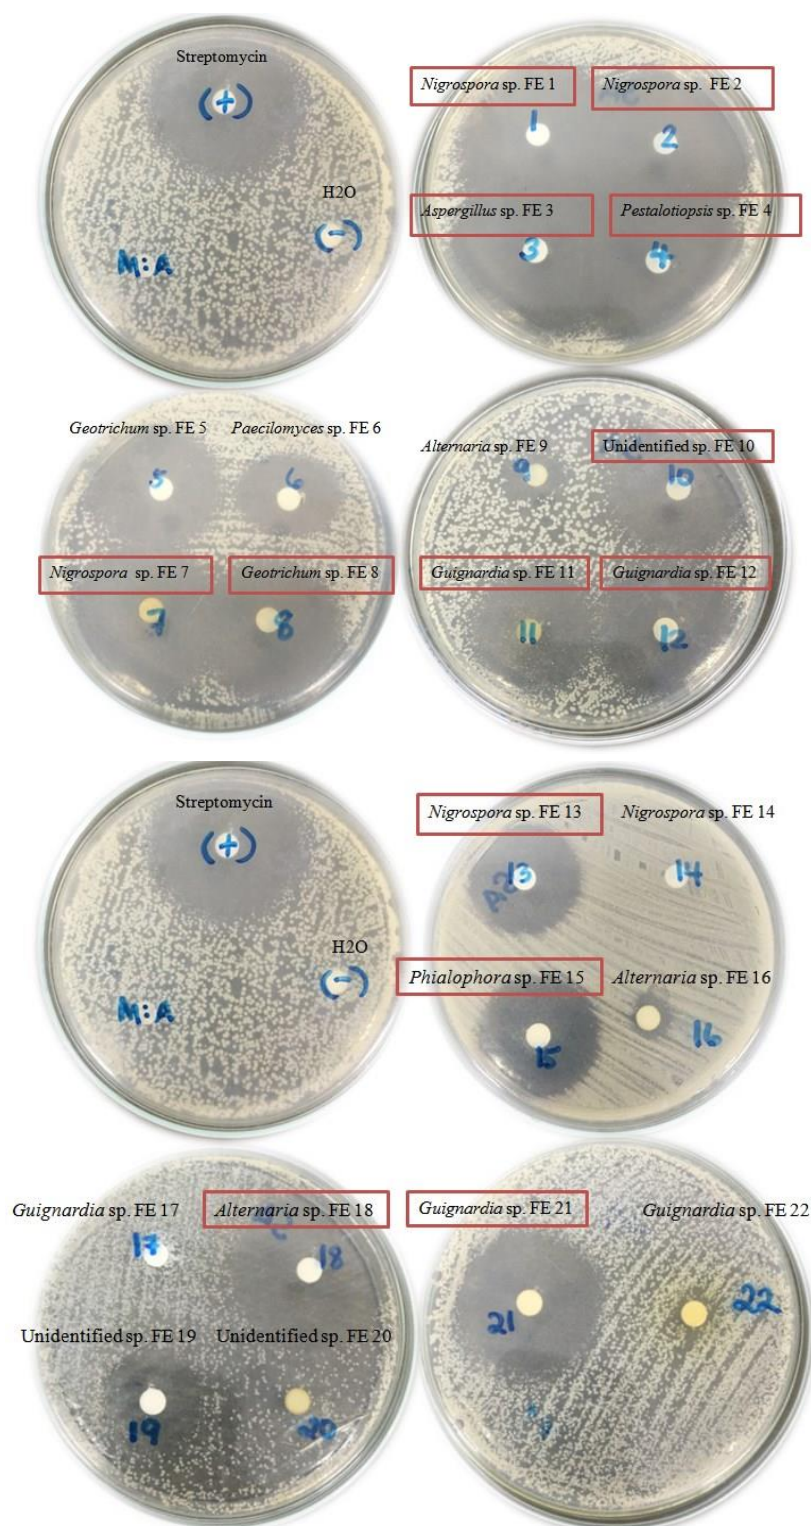 Streptomycin
(+)
H2O
(-)
M:A
Nigrospora sp. FE 1
Nigrospora sp. FE 2
1
2
Aspergillus sp. FE 3
Pestalotiopsis sp. FE 4
3
4
Geotrichum sp. FE 5
Paecilomyces sp. FE 6
5
6
Nigrospora sp. FE 7
Geotrichum sp. FE 8
7
8
Alternaria sp. FE 9
Unidentified sp. FE 10
9
10
Guignardia sp. FE 11
Guignardia sp. FE 12
11
12
Streptomycin
(+)
H2O
(-)
M:A
Nigrospora sp. FE 13
Nigrospora sp. FE 14
13
14
Phialophora sp. FE 15
Alternaria sp. FE 16
15
16
Guignardia sp. FE 17
Alternaria sp. FE 18
17
18
Unidentified sp. FE 19
Unidentified sp. FE 20
19
20
Guignardia sp. FE 21
Guignardia sp. FE 22
21
22